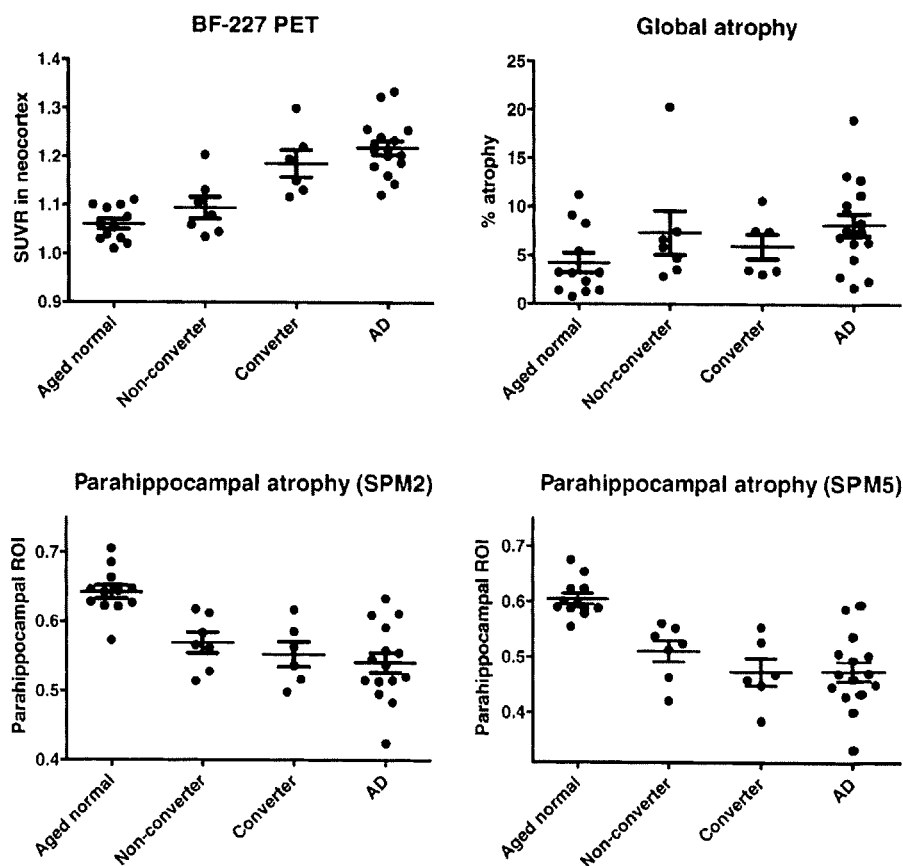 BF-227 PET
SUVR in neocortex
1.4
1.3
1.2
1.1
1.0
0.9
Aged normal
Non-converter
Converter
AD
Global atrophy
% atrophy
25
20
15
10
5
0
Aged normal
Non-converter
Converter
AD
Parahippocampal atrophy (SPM2)
Parahippocampal ROI
0.7
0.6
0.5
0.4
Aged normal
Non-converter
Converter
AD
Parahippocampal atrophy (SPM5)
Parahippocampal ROI
0.7
0.6
0.5
0.4
Aged normal
Non-converter
Converter
AD